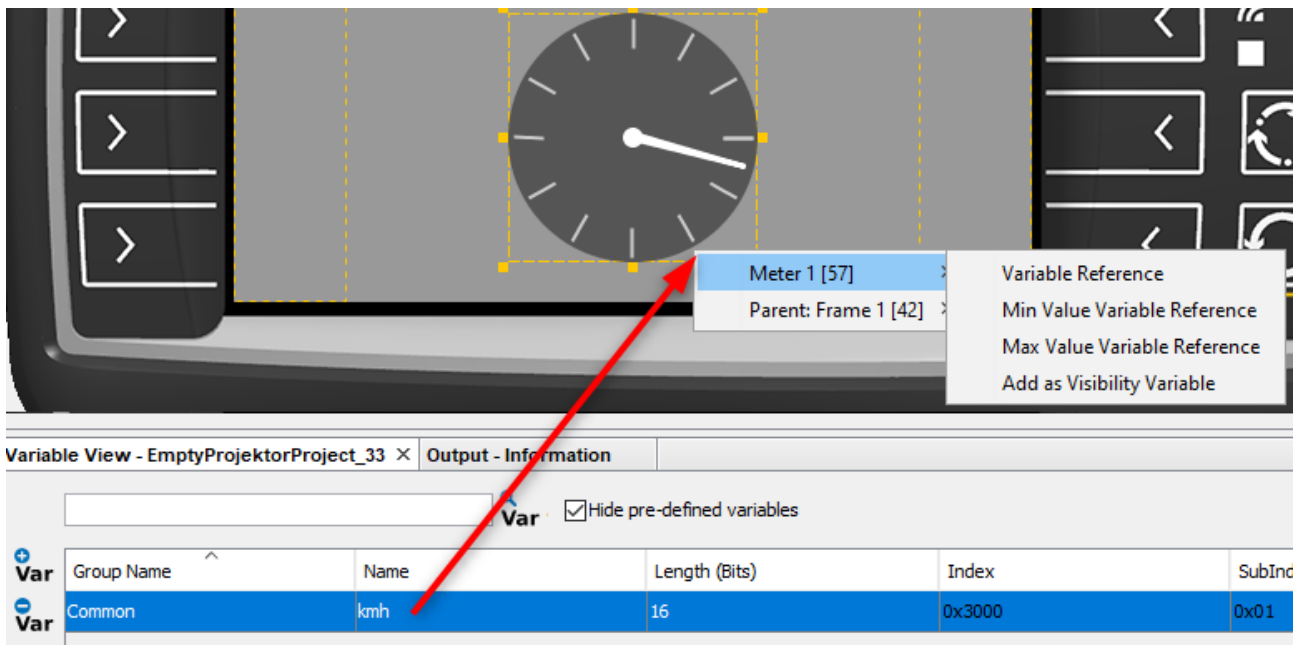 Meter 1 [57]
Variable Reference
Parent: Frame 1 [42]
Min Value Variable Reference
Max Value Variable Reference
Add as Visibility Variable
Variable View - EmptyProjektorProject_33
Output - Information
Var
Hide pre-defined variables
Var
Group Name
Name
Length (Bits)
Index
Var
Common
kmh
16
0x3000
0x01